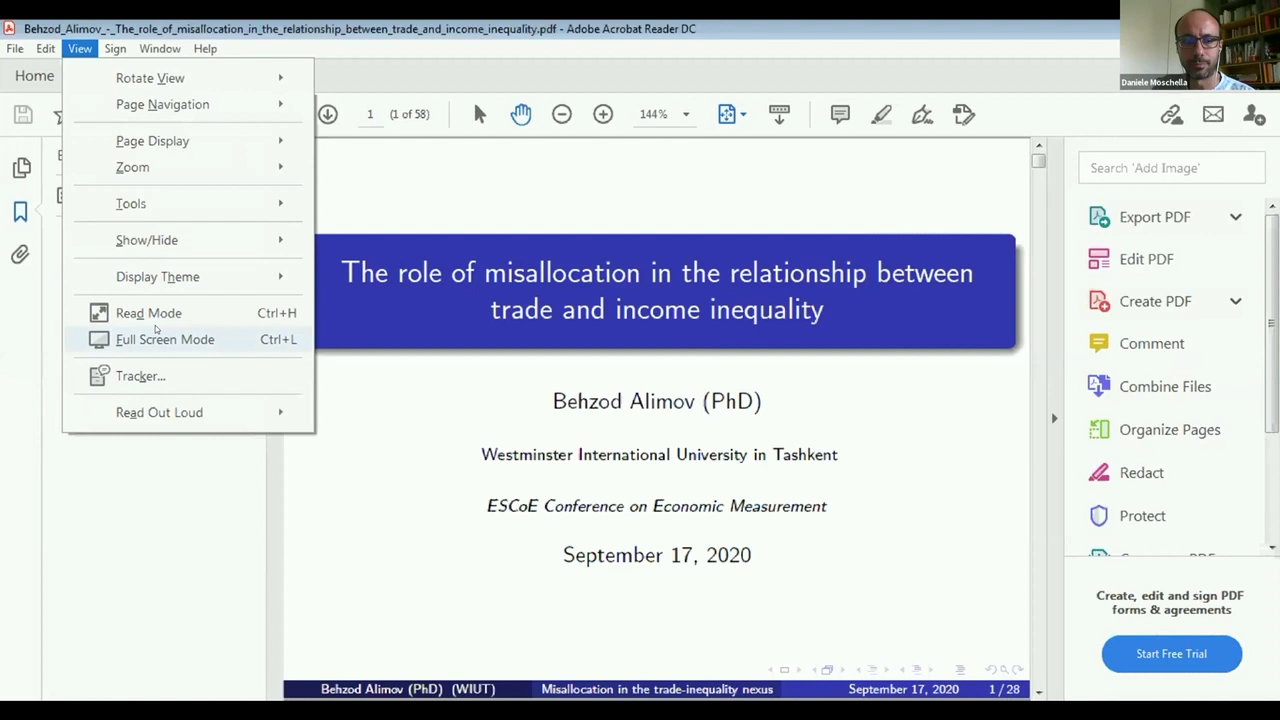 Behzod_Alimov_-_The_role_of_misallocation_in_the_relationship_between_trade_and_income_inequality.pdf - Adobe Acrobat Reader DC
File Edit View Sign Window Help
Daniele Moschella
Home
Rotate View
Page Navigation
Page Display
Zoom
Tools
Show/Hide
Display Theme
Read Mode Ctrl+H
Full Screen Mode Ctrl+L
Tracker...
Read Out Loud
1 (1 of 58)
144%
The role of misallocation in the relationship between
trade and income inequality
Behzod Alimov (PhD)
Westminster International University in Tashkent
ESCoE Conference on Economic Measurement
September 17, 2020
Behzod Alimov (PhD) (WIUT) Misallocation in the trade-inequality nexus September 17, 2020 1 / 28
Search 'Add Image'
Export PDF
Edit PDF
Create PDF
Comment
Combine Files
Organize Pages
Redact
Protect
Create, edit and sign PDF
forms & agreements
Start Free Trial